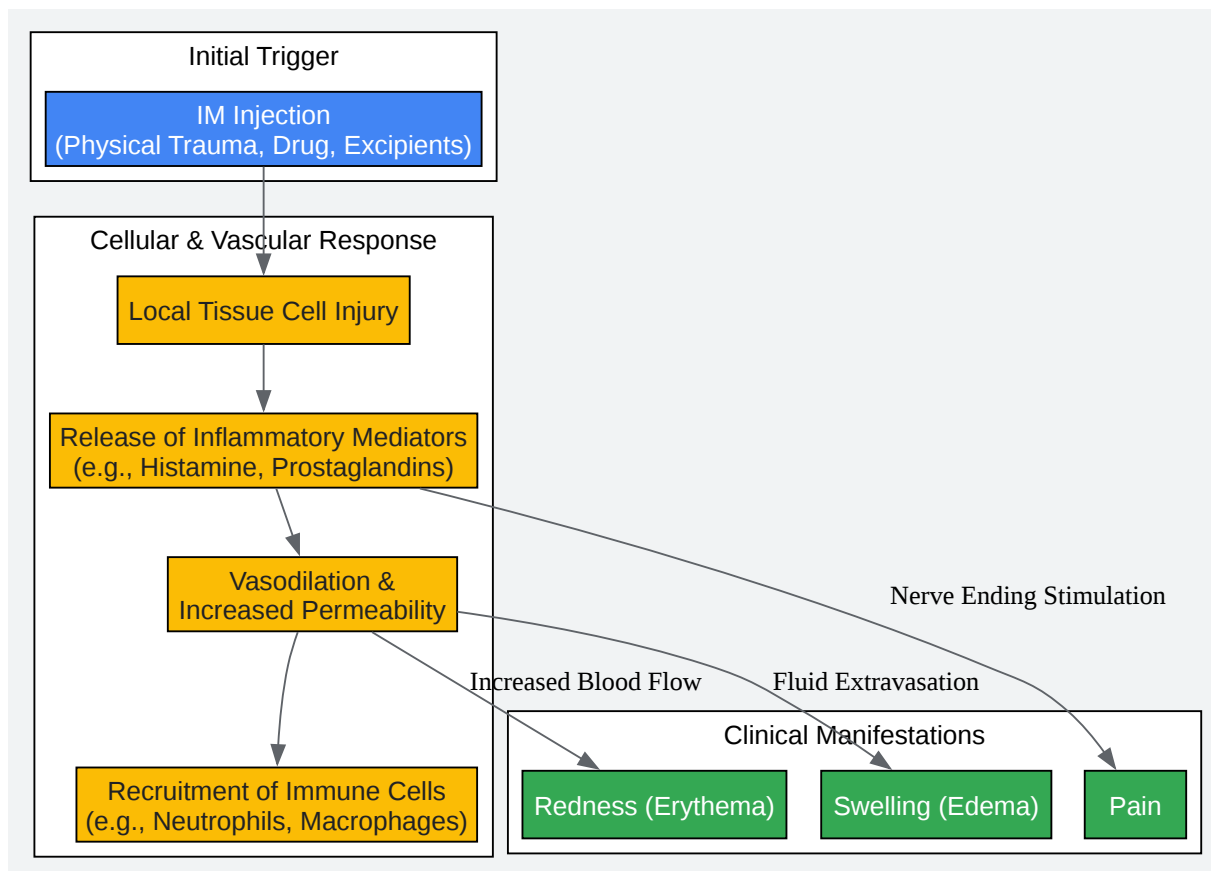 Initial Trigger
IM Injection
(Physical Trauma, Drug, Excipients)
Cellular & Vascular Response
Local Tissue Cell Injury
Release of Inflammatory Mediators
(e.g., Histamine, Prostaglandins)
Vasodilation &
Increased Permeability
Nerve Ending Stimulation
Increased Blood Flow
Fluid Extravasation
Clinical Manifestations
Recruitment of Immune Cells
(e.g., Neutrophils, Macrophages)
Redness (Erythema)
Swelling (Edema)
Pain